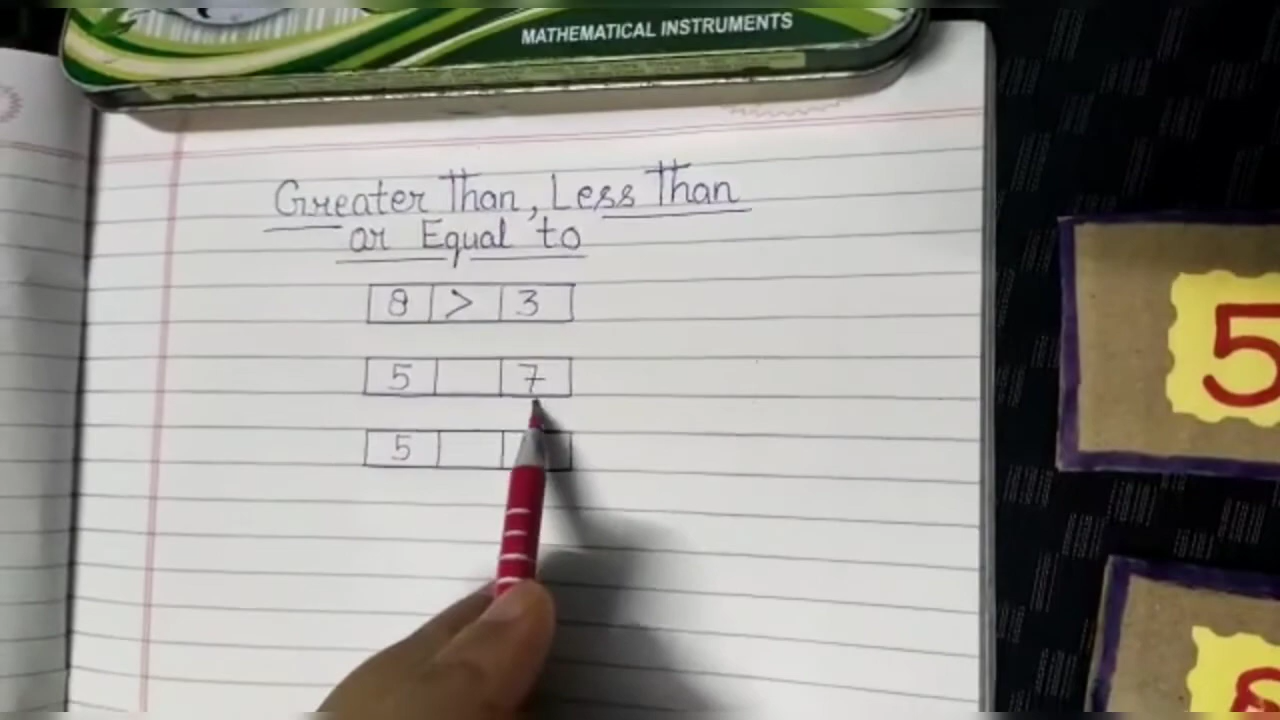 MATHEMATICAL INSTRUMENTS
Greater Than, Less Than
or Equal to
8 > 3
5 7
5
5